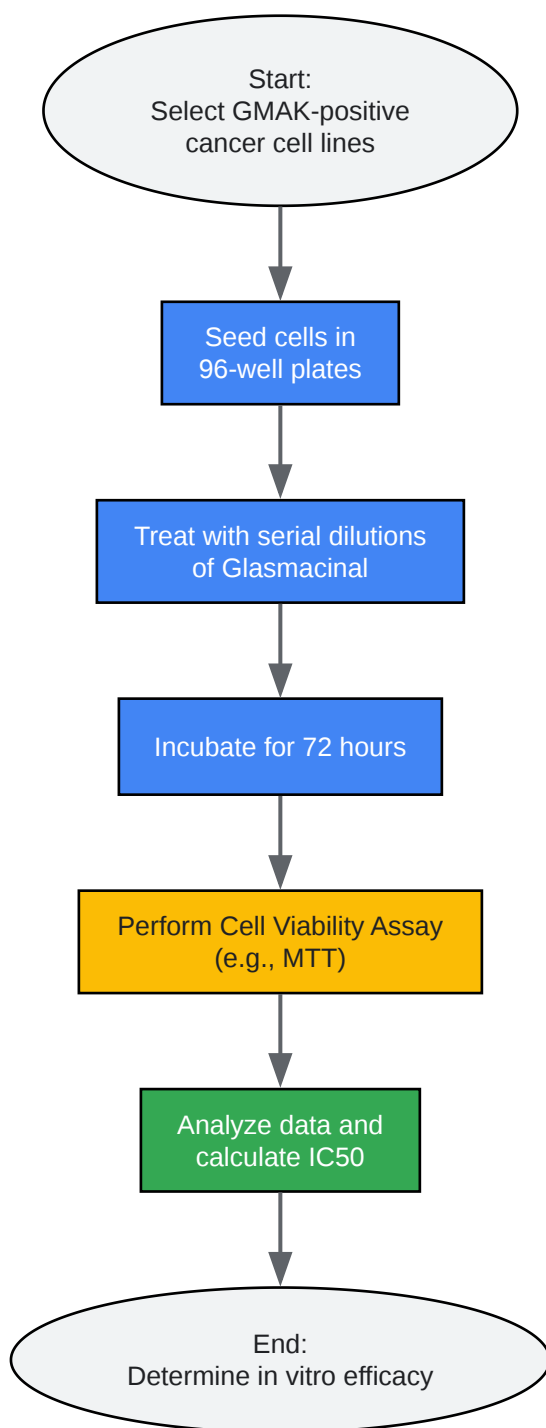 Start:
Select GMAK-positive
cancer cell lines
Seed cells in
96-well plates
Treat with serial dilutions
of Glasmacinal
Incubate for 72 hours
Perform Cell Viability Assay
(e.g., MTT)
Analyze data and
calculate IC50
End:
Determine in vitro efficacy